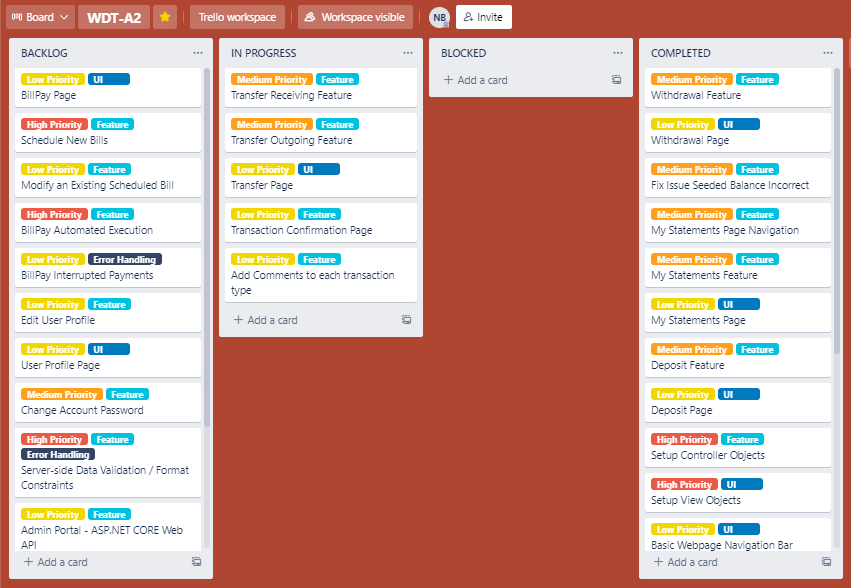 Board
WDT-A2
Trello workspace
Workspace visible
NB
Invite
BACKLOG
Low Priority UI
BillPay Page
High Priority Feature
Schedule New Bills
Low Priority Feature
Modify an Existing Scheduled Bill
High Priority Feature
BillPay Automated Execution
Low Priority Error Handling
BillPay Interrupted Payments
Low Priority Feature
Edit User Profile
Low Priority UI
User Profile Page
Medium Priority Feature
Change Account Password
High Priority Feature
Error Handling
Server-side Data Validation / Format
Constraints
Low Priority Feature
Admin Portal - ASP.NET CORE Web
API
+ Add a card
IN PROGRESS
Medium Priority Feature
Transfer Receiving Feature
Medium Priority Feature
Transfer Outgoing Feature
Low Priority UI
Transfer Page
Low Priority Feature
Transaction Confirmation Page
Low Priority Feature
Add Comments to each transaction
type
+ Add a card
BLOCKED
+ Add a card
COMPLETED
Medium Priority Feature
Withdrawal Feature
Low Priority UI
Withdrawal Page
Medium Priority Feature
Fix Issue Seeded Balance Incorrect
Medium Priority Feature
My Statements Page Navigation
Medium Priority Feature
My Statements Feature
Low Priority UI
My Statements Page
Medium Priority Feature
Deposit Feature
Low Priority UI
Deposit Page
High Priority Feature
Setup Controller Objects
High Priority UI
Setup View Objects
Low Priority UI
Basic Webpage Navigation Bar
+ Add a card